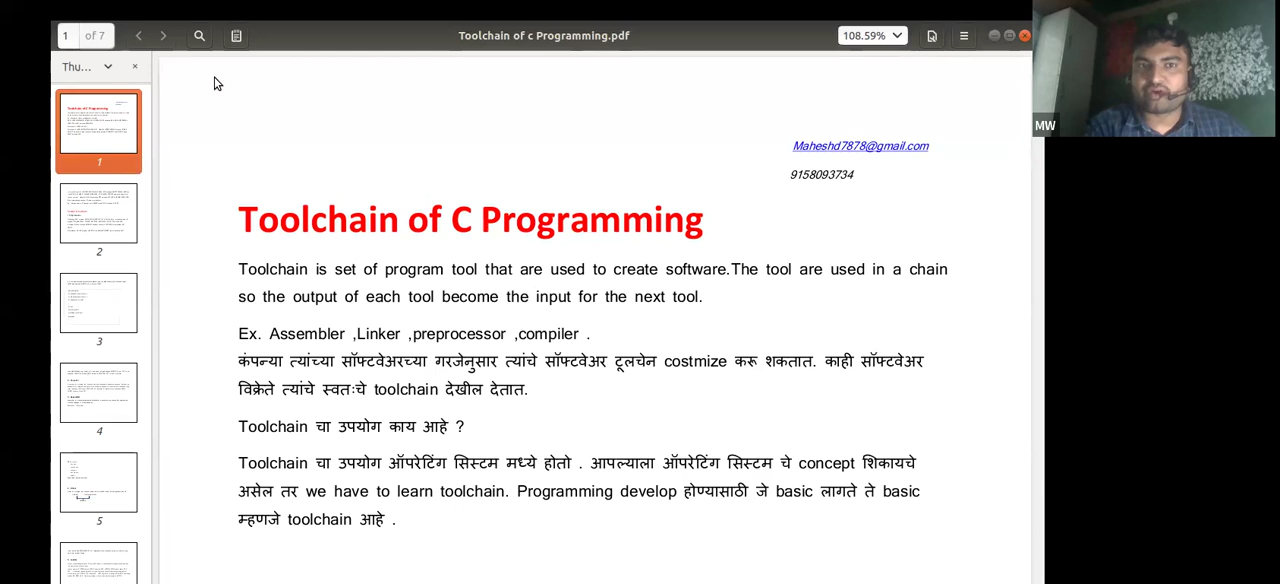 1 of 7
Toolchain of c Programming.pdf
108.59%
Thu...
MW
1
2
3
4
5
Maheshd7878@gmail.com
9158093734
Toolchain of C Programming
Toolchain is set of program tool that are used to create software.The tool are used in a chain
so the output of each tool become the input for the next tool.
Ex. Assembler ,Linker ,preprocessor ,compiler .
कंपन्या त्यांच्या सॉफ्टवेअरच्या गरजेनुसार त्यांचे सॉफ्टवेअर टूलचेन costmize करू शकतात. काही सॉफ्टवेअर
विक्रेते त्यांचे स्वतःचे toolchain देखील देतात.
Toolchain चा उपयोग काय आहे ?
Toolchain चा उपयोग ऑपरेटिंग सिस्टम मध्ये होतो . आपल्याला ऑपरेटिंग सिस्टम चे concept शिकायचे
असेल तर we have to learn toolchain. Programming develop होण्यासाठी जे basic लागते ते basic
म्हणजे toolchain आहे .